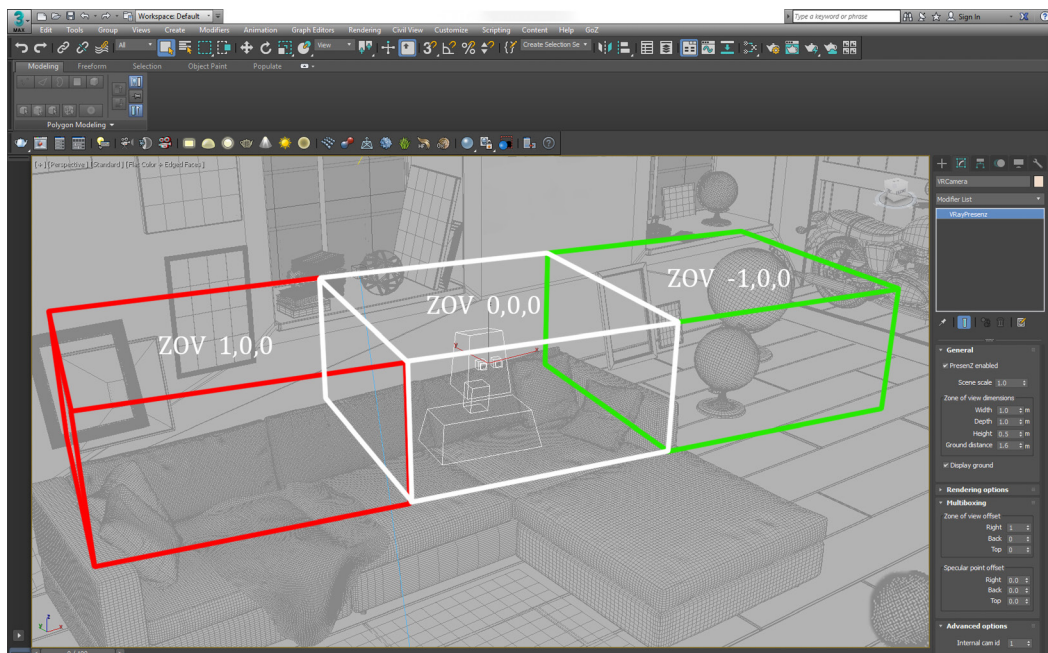 3
MAX
Workspace: Default
Type a keyword or phrase
Sign In
Edit Tools Group Views Create Modifiers Animation Graph Editors Rendering Civil View Customize Scripting Content Help GoZ
All
View
Create Selection Se
Modeling Freeform Selection Object Paint Populate
Polygon Modeling
[+] [Perspective] [Standard] [Flat Color + Edged Faces]
ZOV 1,0,0
ZOV 0,0,0
ZOV -1,0,0
z
y
x
VRCamera
Modifier List
VRayPresenz
General
PresenZ enabled
Scene scale 1.0
Zone of view dimensions
Width 1.0 m
Depth 1.0 m
Height 0.5 m
Ground distance 1.6 m
Display ground
Rendering options
Multiboxing
Zone of view offset
Right 1
Back 0
Top 0
Specular point offset
Right 0.0
Back 0.0
Top 0.0
Advanced options
Internal cam id 1